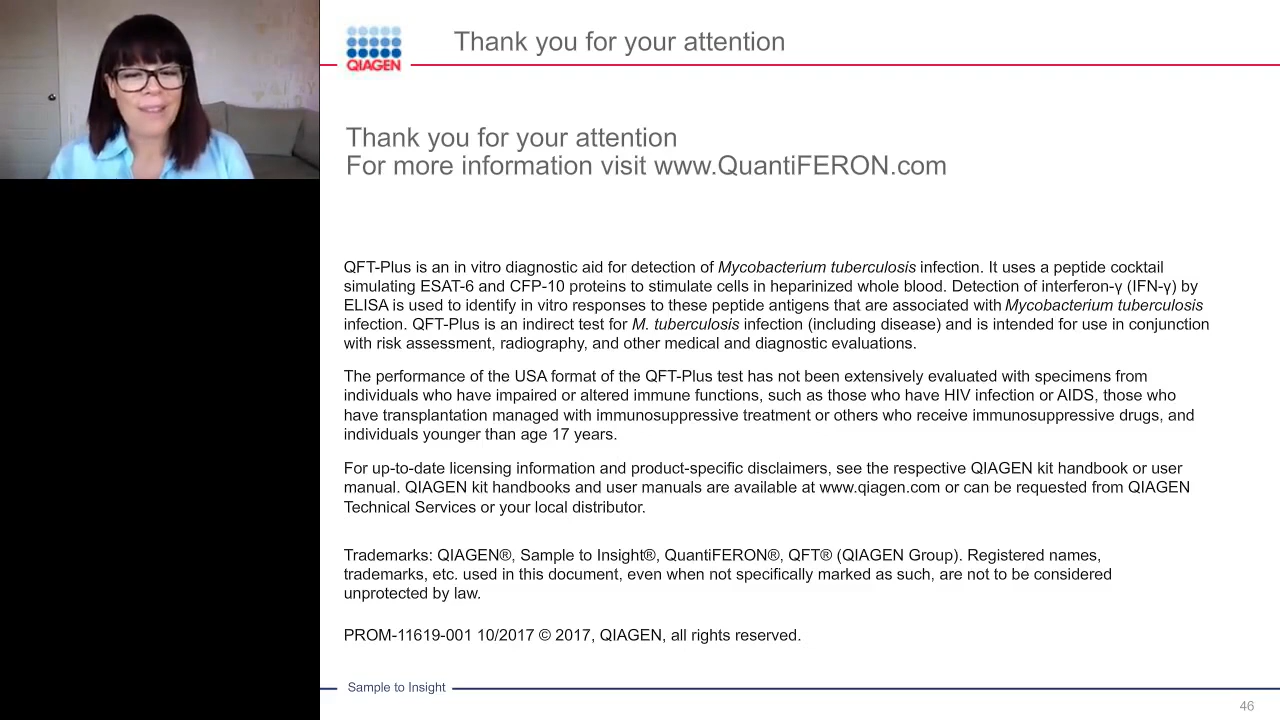 QIAGEN
Thank you for your attention
Thank you for your attention
For more information visit www.QuantiFERON.com
QFT-Plus is an in vitro diagnostic aid for detection of Mycobacterium tuberculosis infection. It uses a peptide cocktail
simulating ESAT-6 and CFP-10 proteins to stimulate cells in heparinized whole blood. Detection of interferon-γ (IFN-γ) by
ELISA is used to identify in vitro responses to these peptide antigens that are associated with Mycobacterium tuberculosis
infection. QFT-Plus is an indirect test for M. tuberculosis infection (including disease) and is intended for use in conjunction
with risk assessment, radiography, and other medical and diagnostic evaluations.
The performance of the USA format of the QFT-Plus test has not been extensively evaluated with specimens from
individuals who have impaired or altered immune functions, such as those who have HIV infection or AIDS, those who
have transplantation managed with immunosuppressive treatment or others who receive immunosuppressive drugs, and
individuals younger than age 17 years.
For up-to-date licensing information and product-specific disclaimers, see the respective QIAGEN kit handbook or user
manual. QIAGEN kit handbooks and user manuals are available at www.qiagen.com or can be requested from QIAGEN
Technical Services or your local distributor.
Trademarks: QIAGEN®, Sample to Insight®, QuantiFERON®, QFT® (QIAGEN Group). Registered names,
trademarks, etc. used in this document, even when not specifically marked as such, are not to be considered
unprotected by law.
PROM-11619-001 10/2017 © 2017, QIAGEN, all rights reserved.
Sample to Insight
46